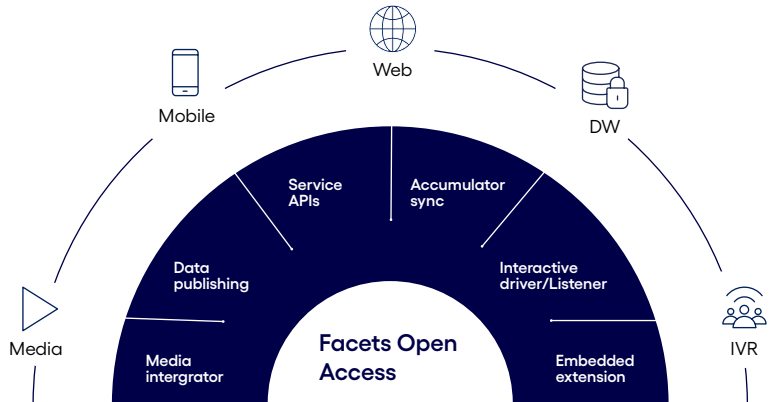 Web
Mobile
DW
Service
APIs
Accumulator
sync
Data
publishing
Interactive
driver/Listener
Media
IVR
Facets Open
Access
Media
intergrator
Embedded
extension